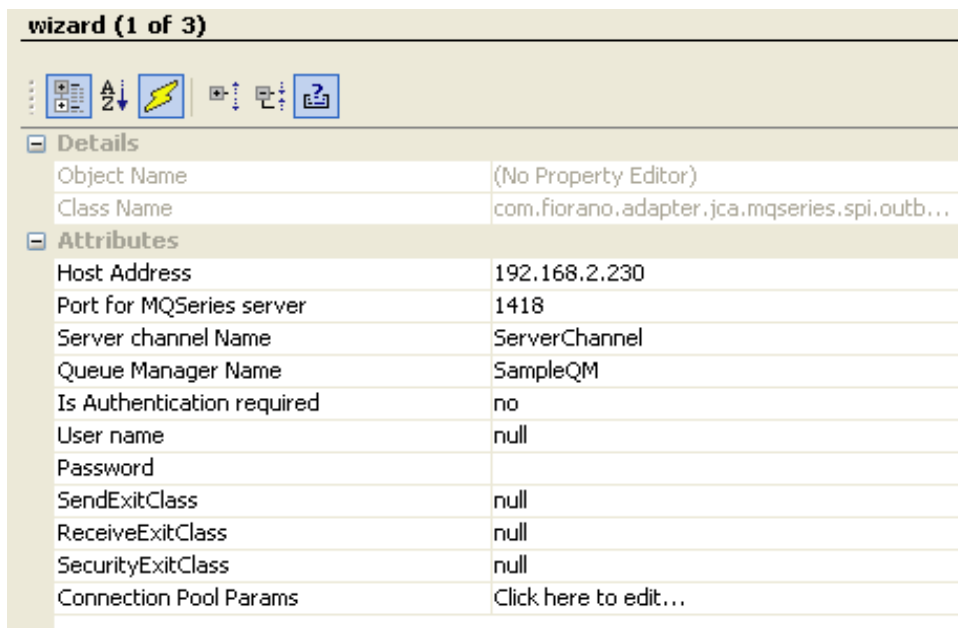 wizard (1 of 3)
Details
Object Name (No Property Editor)
Class Name com.fiorano.adapter.jca.mqseries.spi.outb...
Attributes
Host Address 192.168.2.230
Port for MQSeries server 1418
Server channel Name ServerChannel
Queue Manager Name SampleQM
Is Authentication required no
User name null
Password
SendExitClass null
ReceiveExitClass null
SecurityExitClass null
Connection Pool Params Click here to edit...